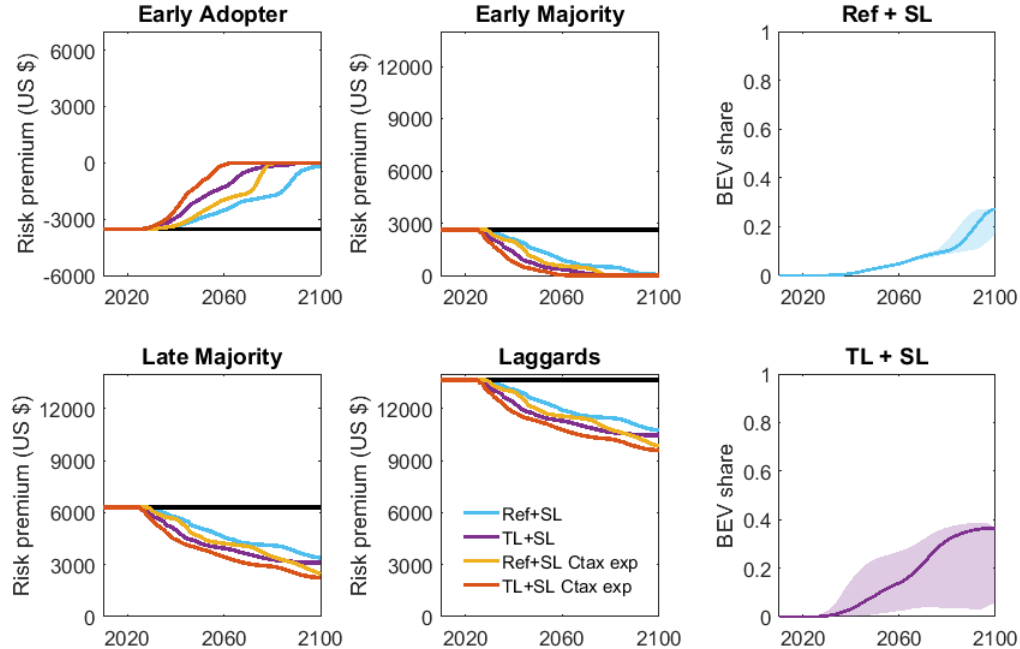 Early Adopter
Risk premium (US $)
6000
3000
0
-3000
-6000
2020 2060 2100
Early Majority
Risk premium (US $)
12000
9000
6000
3000
0
2020 2060 2100
Ref + SL
BEV share
1
0.8
0.6
0.4
0.2
0
2020 2060 2100
Late Majority
Risk premium (US $)
12000
9000
6000
3000
0
2020 2060 2100
Laggards
Risk premium (US $)
12000
9000
6000
3000
0
Ref+SL
TL+SL
Ref+SL Ctax exp
TL+SL Ctax exp
2020 2060 2100
TL + SL
BEV share
1
0.8
0.6
0.4
0.2
0
2020 2060 2100